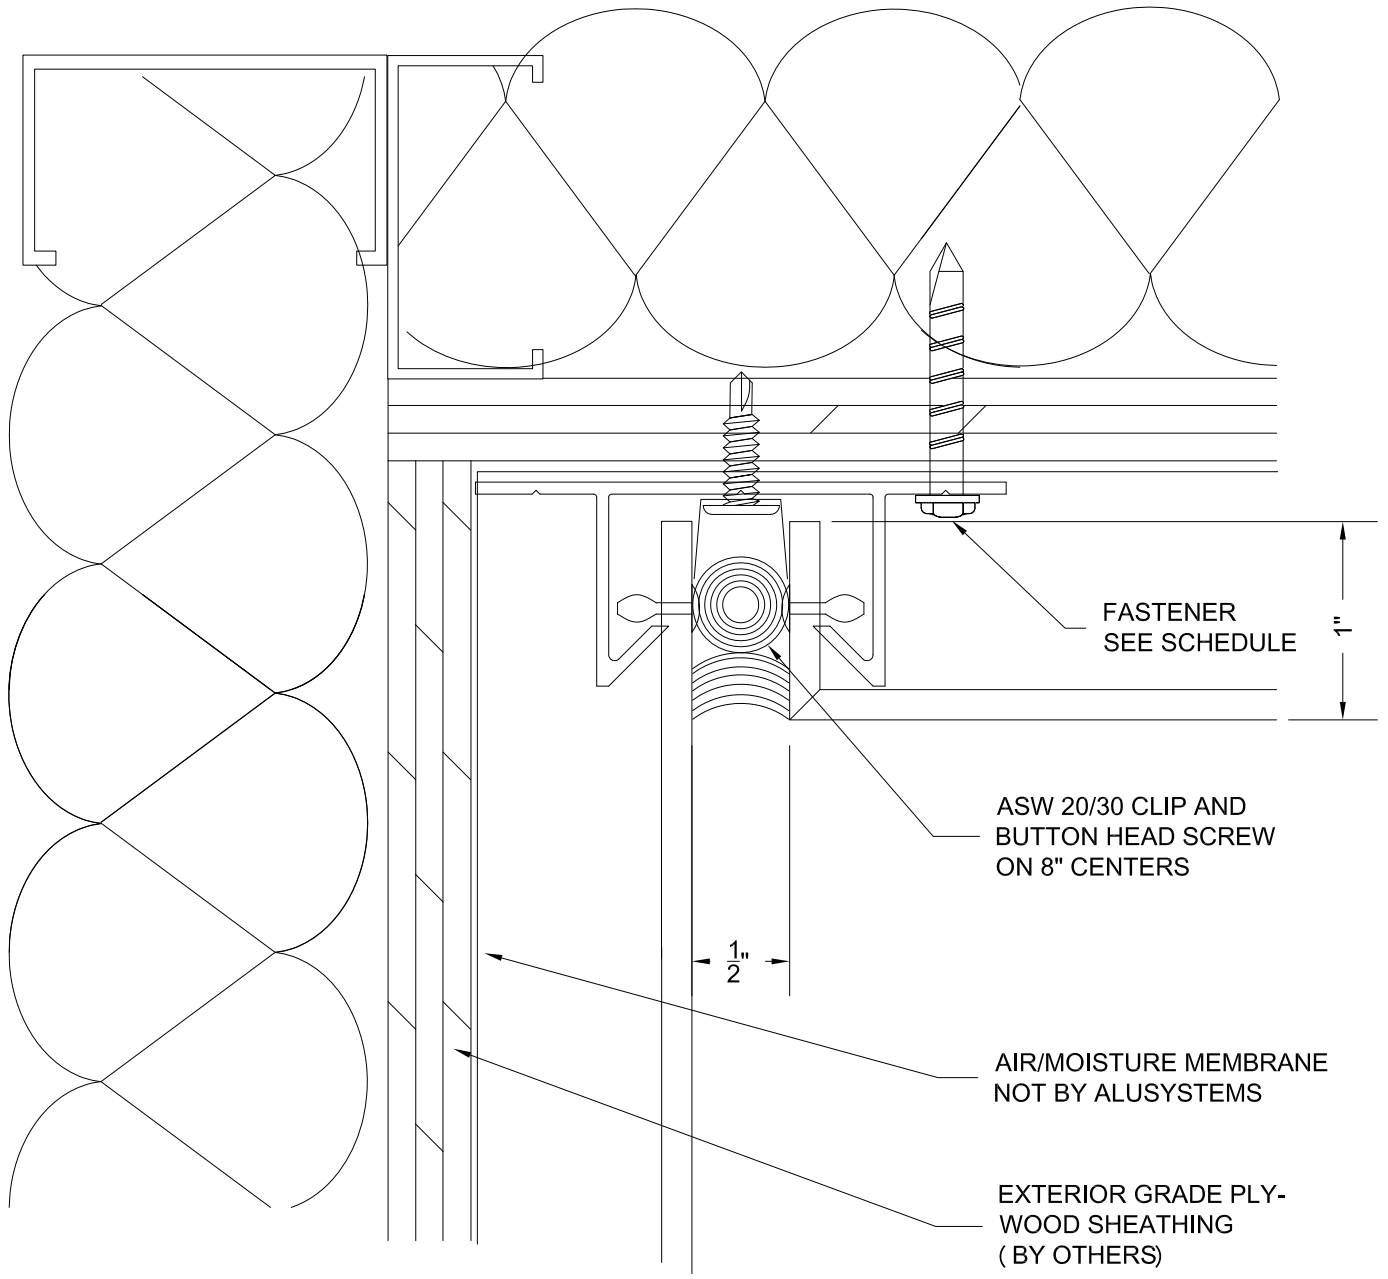 FASTENER
SEE SCHEDULE
1"
ASW 20/30 CLIP AND
BUTTON HEAD SCREW
ON 8" CENTERS
1/2"
AIR/MOISTURE MEMBRANE
NOT BY ALUSYSTEMS
EXTERIOR GRADE PLY-
WOOD SHEATHING
( BY OTHERS)